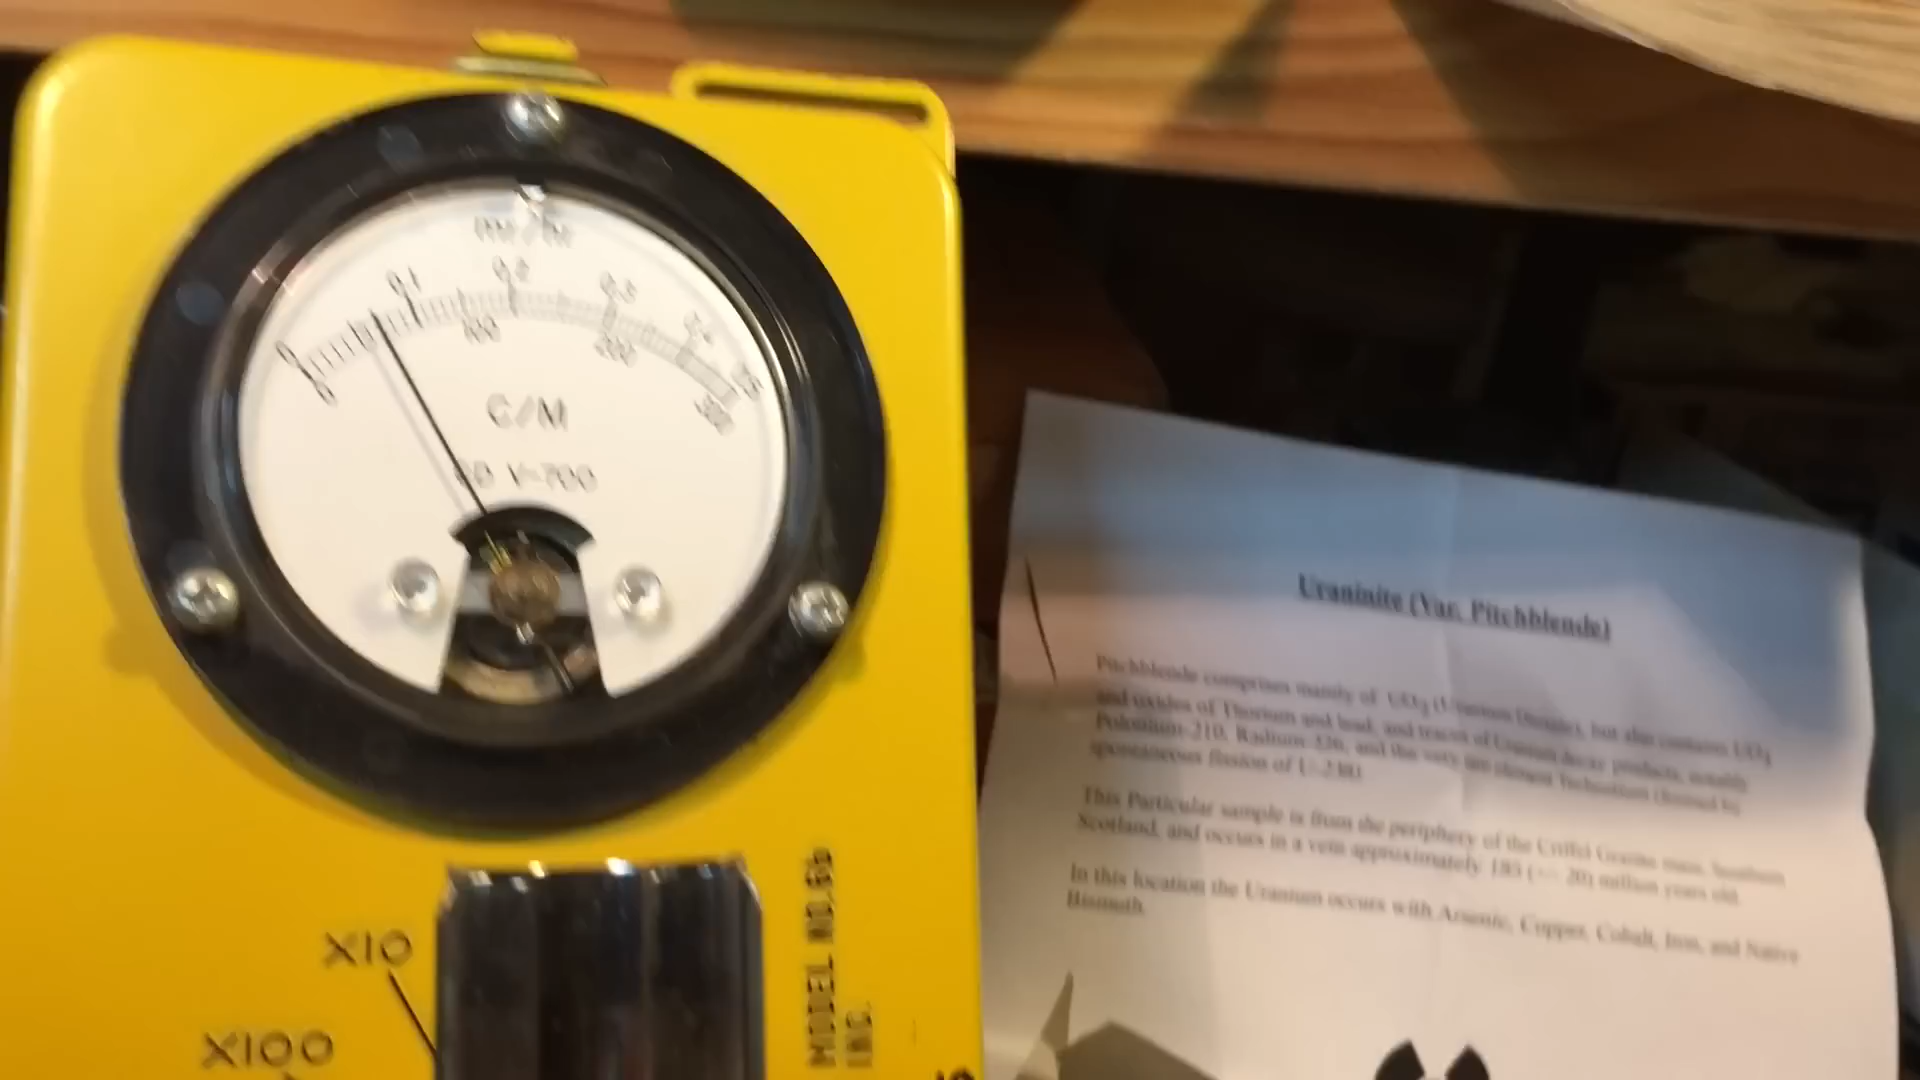 MR/HR
0 0.1 0.2 0.3 0.4 0.5
0 100 200 300
C/M
CD V-700
X10
X100
MODEL NO.6b
INC.
Uraninite (Var. Pitchblende)
Pitchblende comprises mainly of UO2 (Uranium Dioxide), but also contains UO3
and oxides of Thorium and lead, and traces of Uranium decay products, notably
Polonium-210, Radium-226, and the very rare element Technetium (formed by
spontaneous fission of U-238)
This Particular sample is from the periphery of the Criffel Granite mass, Southern
Scotland, and occurs in a vein approximately 185 (+/- 20) million years old.
In this location the Uranium occurs with Arsenic, Copper, Cobalt, Iron, and Native
Bismuth.